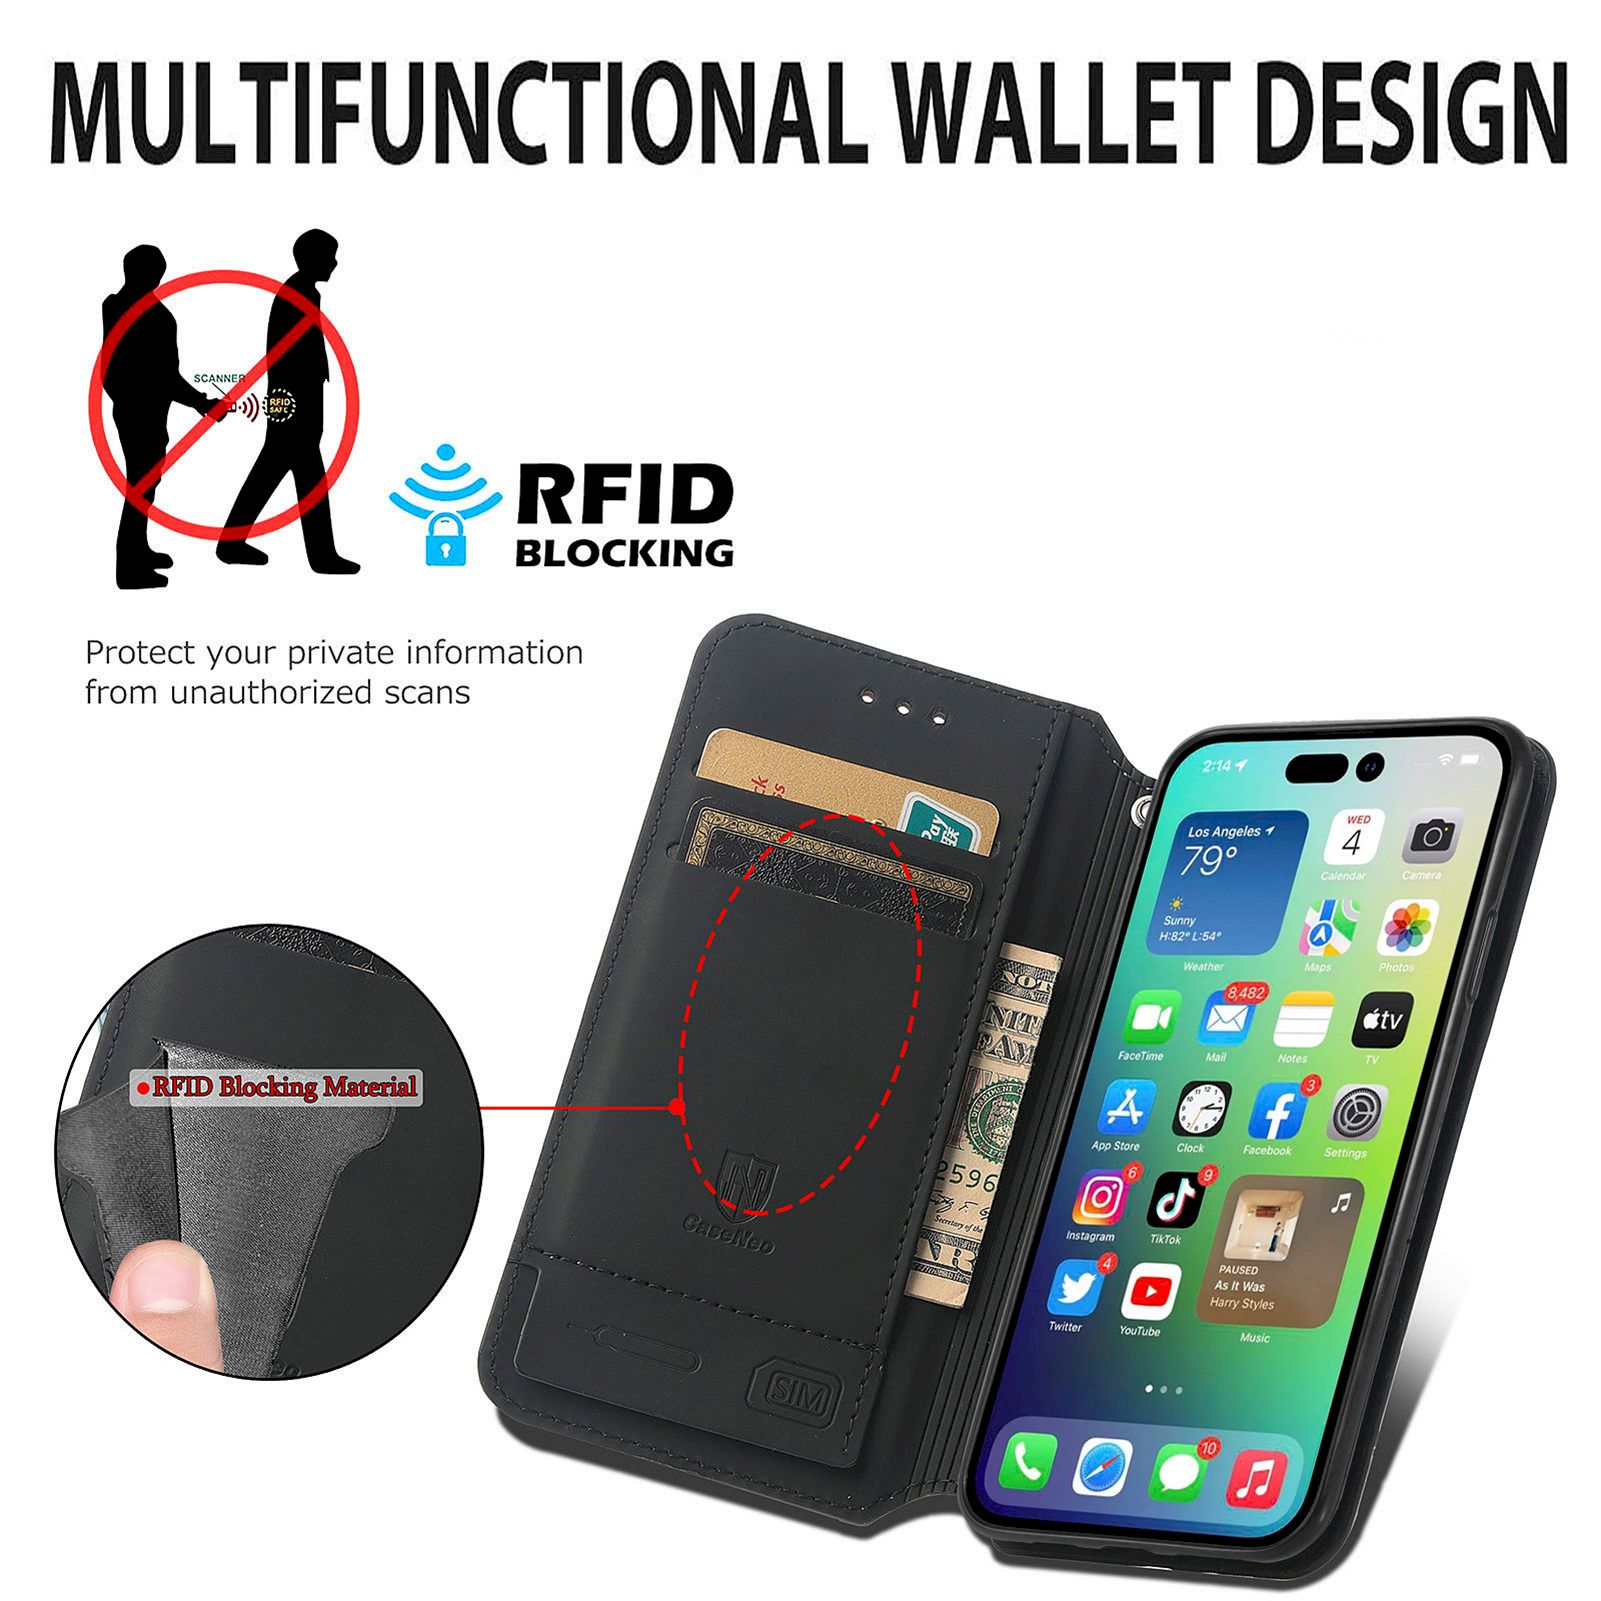 MULTIFUNCTIONAL WALLET DESIGN
SCANNER
RFID
SAFE
RFID
BLOCKING
Protect your private information
from unauthorized scans
RFID Blocking Material
Pay
CaseNeo
SIM
2596
2:14
Los Angeles
79°
Sunny
H:82° L:54°
Weather
WED
4
Calendar
Camera
Maps
Photos
FaceTime
8,482
Mail
Notes
tv
TV
App Store
Clock
3
Facebook
Settings
6
Instagram
9
TikTok
4
Twitter
YouTube
PAUSED
As It Was
Harry Styles
Music
10